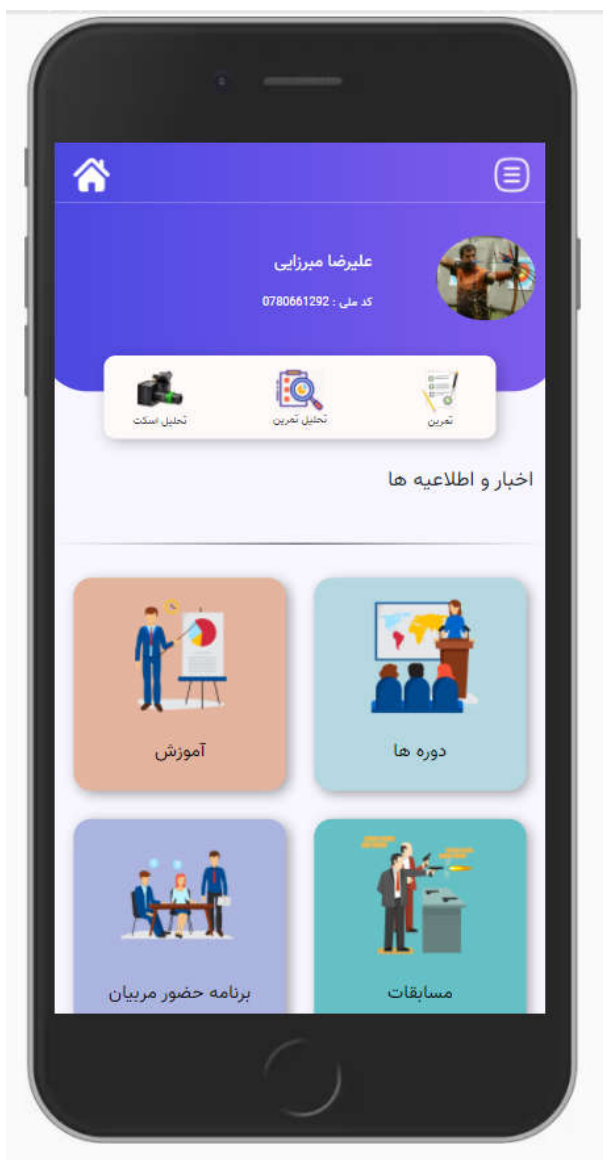 علیرضا میرزایی
کد ملی : 0780661292
تمرین
تحلیل تمرین
تحلیل اسکت
اخبار و اطلاعیه ها
دوره ها
آموزش
مسابقات
برنامه حضور مربیان